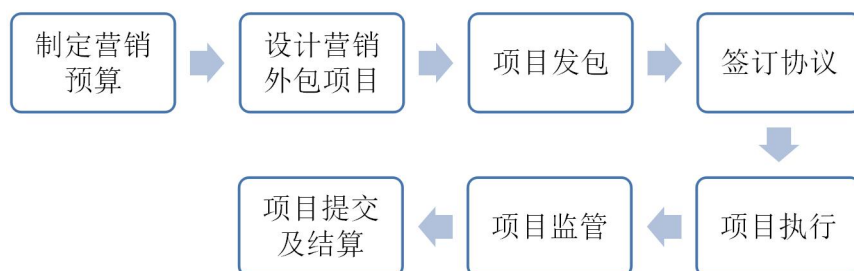 制定营销
预算
设计营销
外包项目
项目发包
签订协议
项目执行
项目监管
项目提交
及结算